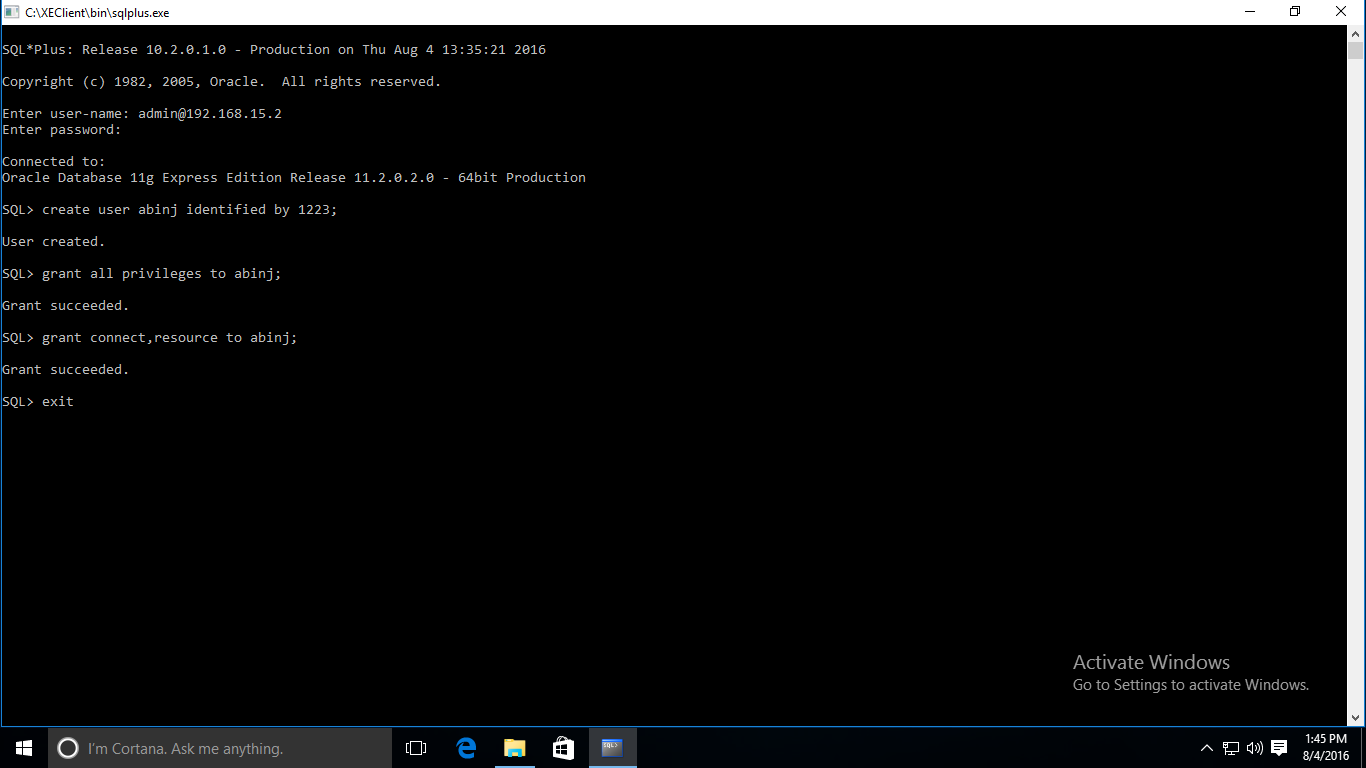 C:\XEClient\bin\sqlplus.exe
SQL*Plus: Release 10.2.0.1.0 - Production on Thu Aug 4 13:35:21 2016
Copyright (c) 1982, 2005, Oracle.  All rights reserved.
Enter user-name: admin@192.168.15.2
Enter password:
Connected to:
Oracle Database 11g Express Edition Release 11.2.0.2.0 - 64bit Production
SQL> create user abinj identified by 1223;
User created.
SQL> grant all privileges to abinj;
Grant succeeded.
SQL> grant connect,resource to abinj;
Grant succeeded.
SQL> exit
Activate Windows
Go to Settings to activate Windows.
I'm Cortana. Ask me anything.
SQL>
1:45 PM
8/4/2016